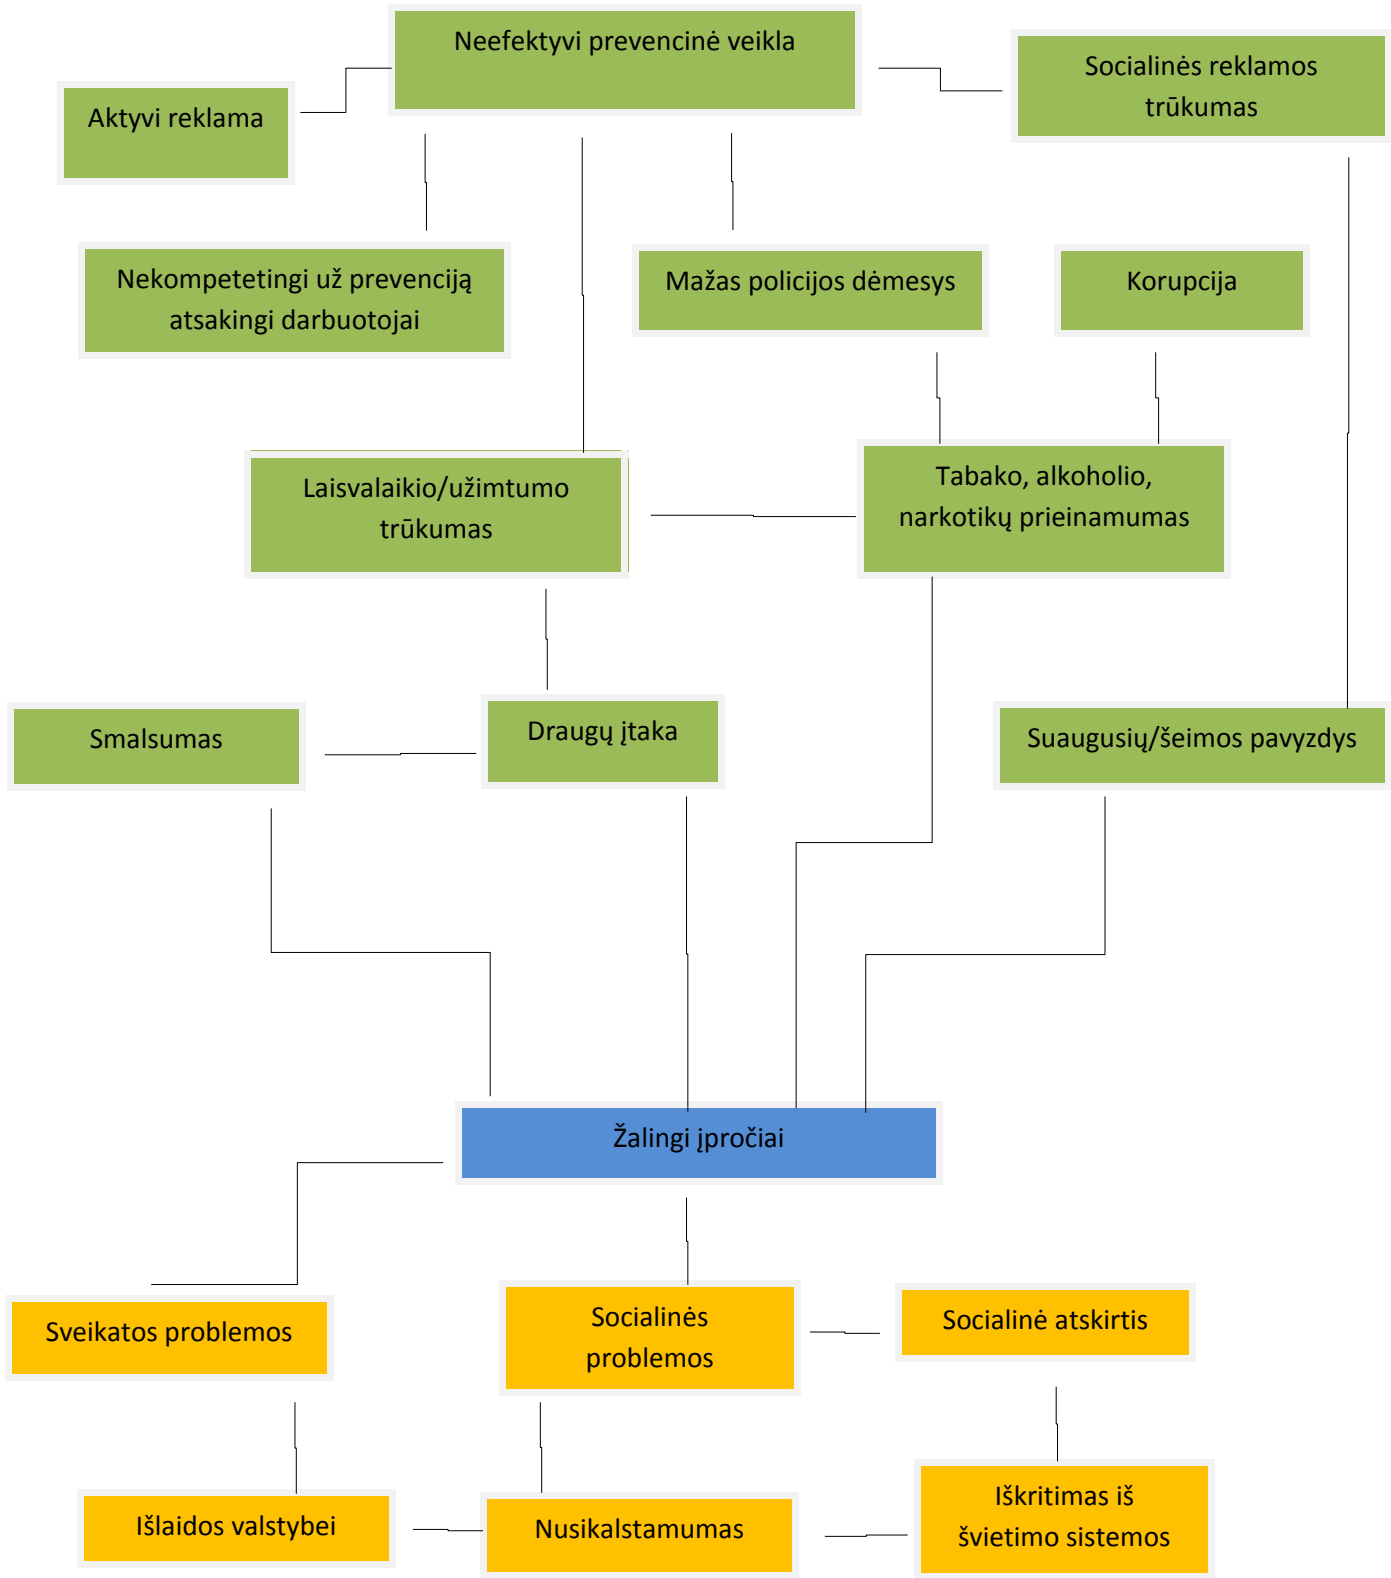 Neefektyvi prevencinė veikla
Socialinės reklamos
trūkumas
Aktyvi reklama
Nekompetetingi už prevenciją
atsakingi darbuotojai
Mažas policijos dėmesys
Korupcija
Laisvalaikio/užimtumo
trūkumas
Tabako, alkoholio,
narkotikų prieinamumas
Smalsumas
Draugų įtaka
Suaugusių/šeimos pavyzdys
Žalingi įpročiai
Sveikatos problemos
Socialinės
problemos
Socialinė atskirtis
Išlaidos valstybei
Nusikalstamumas
Iškritimas iš
švietimo sistemos